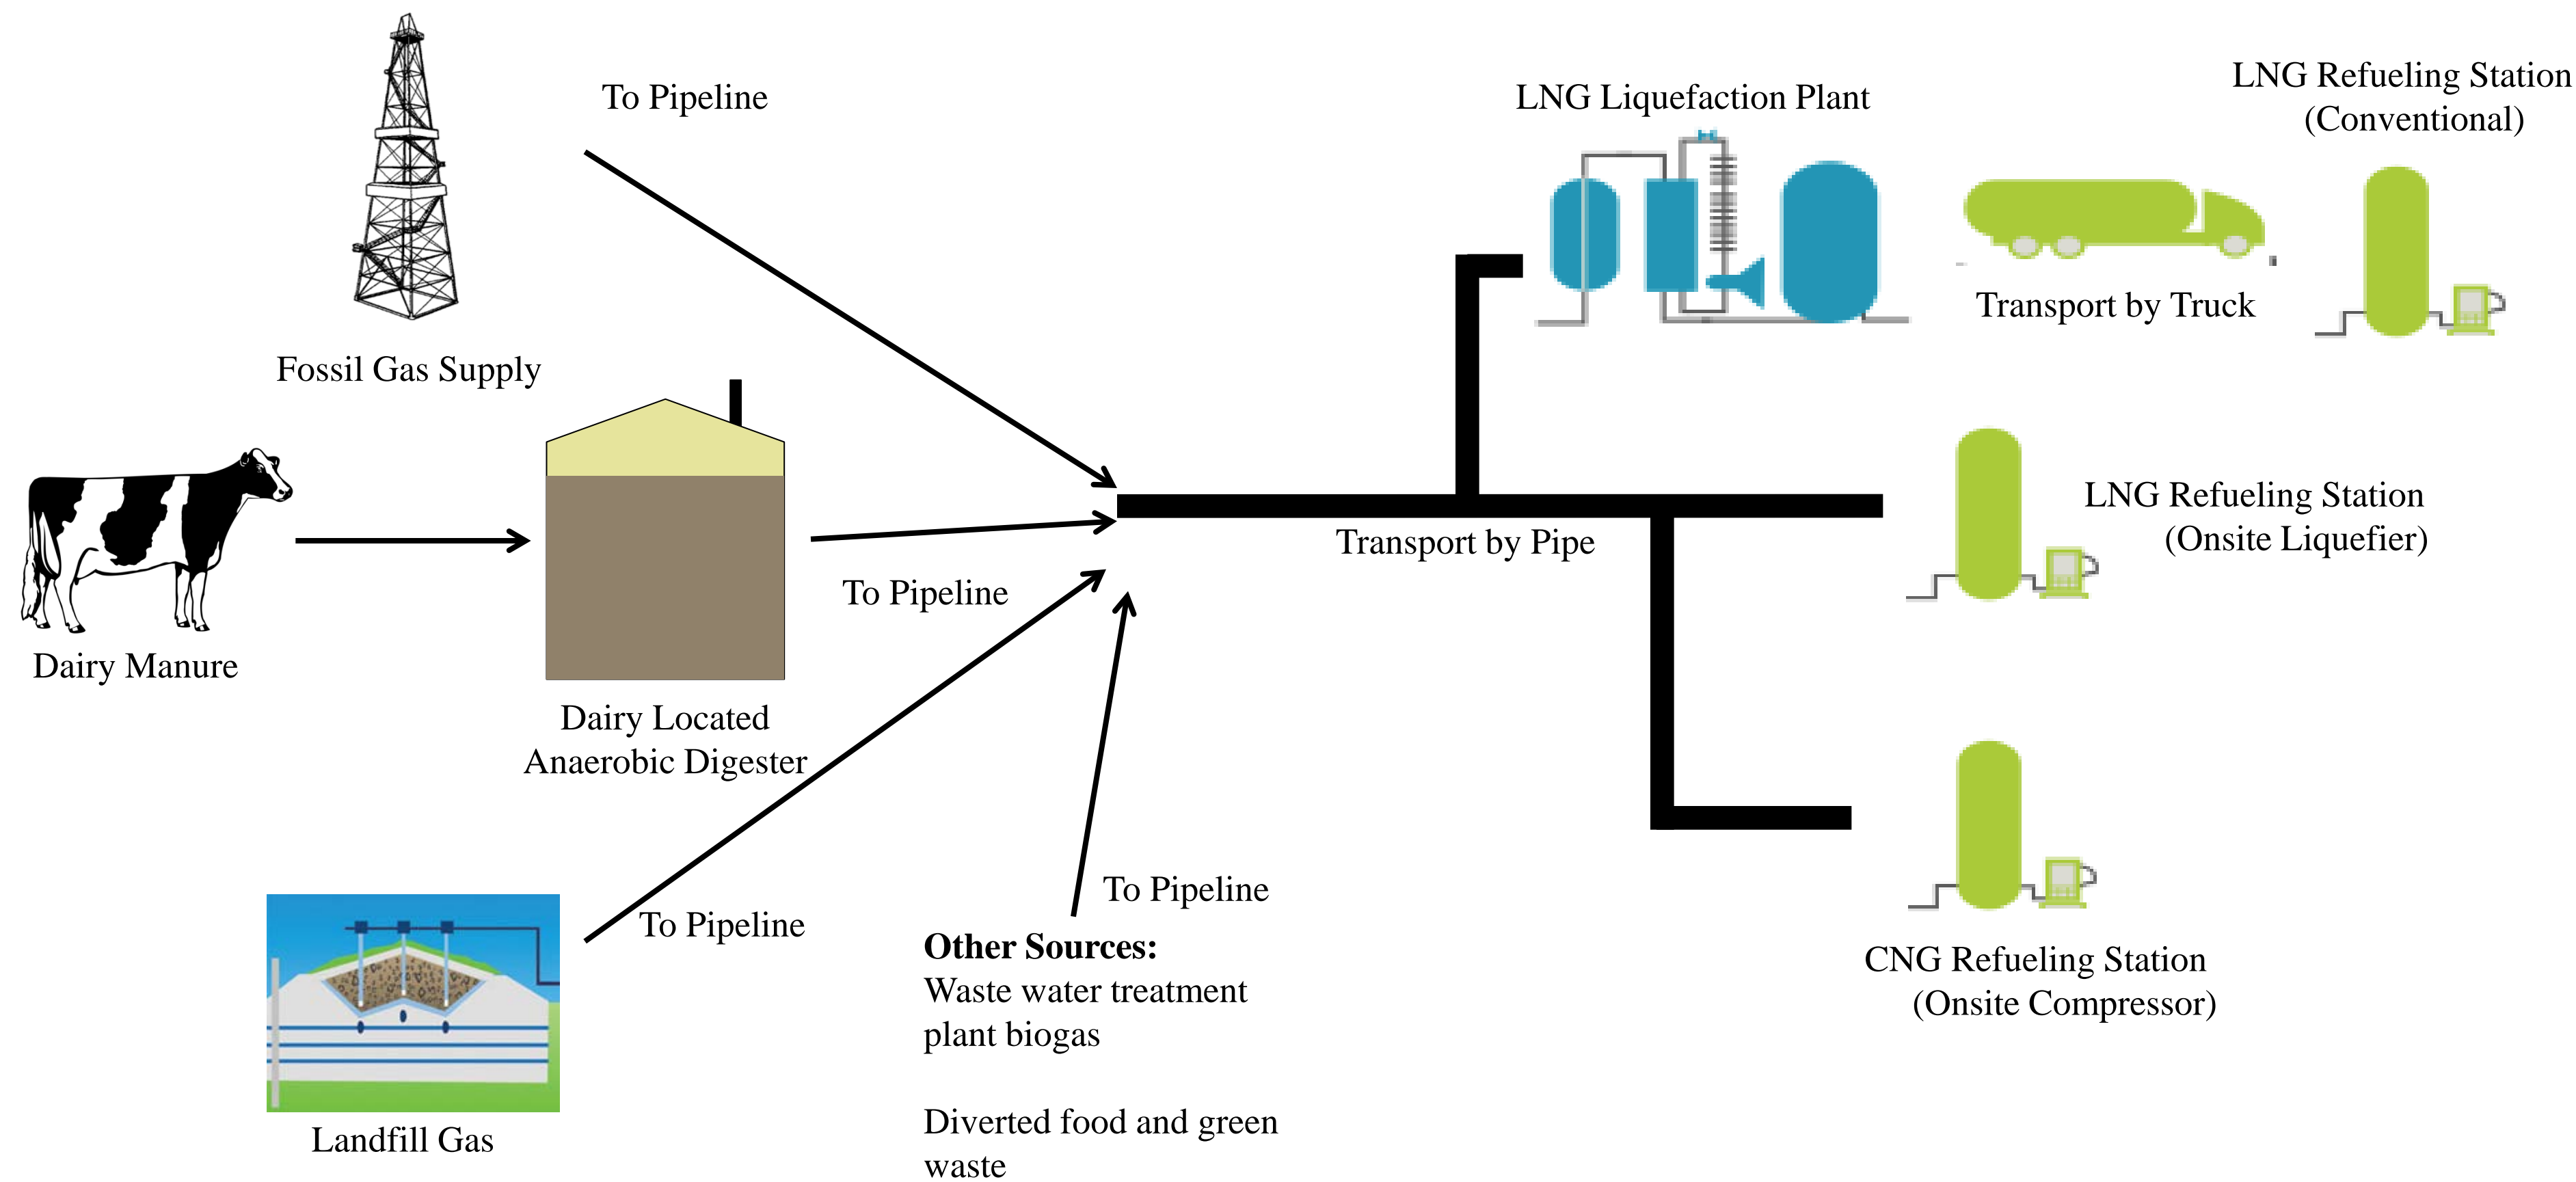 To Pipeline
LNG Liquefaction Plant
LNG Refueling Station
(Conventional)
Transport by Truck
Fossil Gas Supply
LNG Refueling Station
(Onsite Liquefier)
Transport by Pipe
To Pipeline
Dairy Manure
Dairy Located
Anaerobic Digester
To Pipeline
To Pipeline
Other Sources:
Waste water treatment
plant biogas
Diverted food and green
waste
CNG Refueling Station
(Onsite Compressor)
Landfill Gas